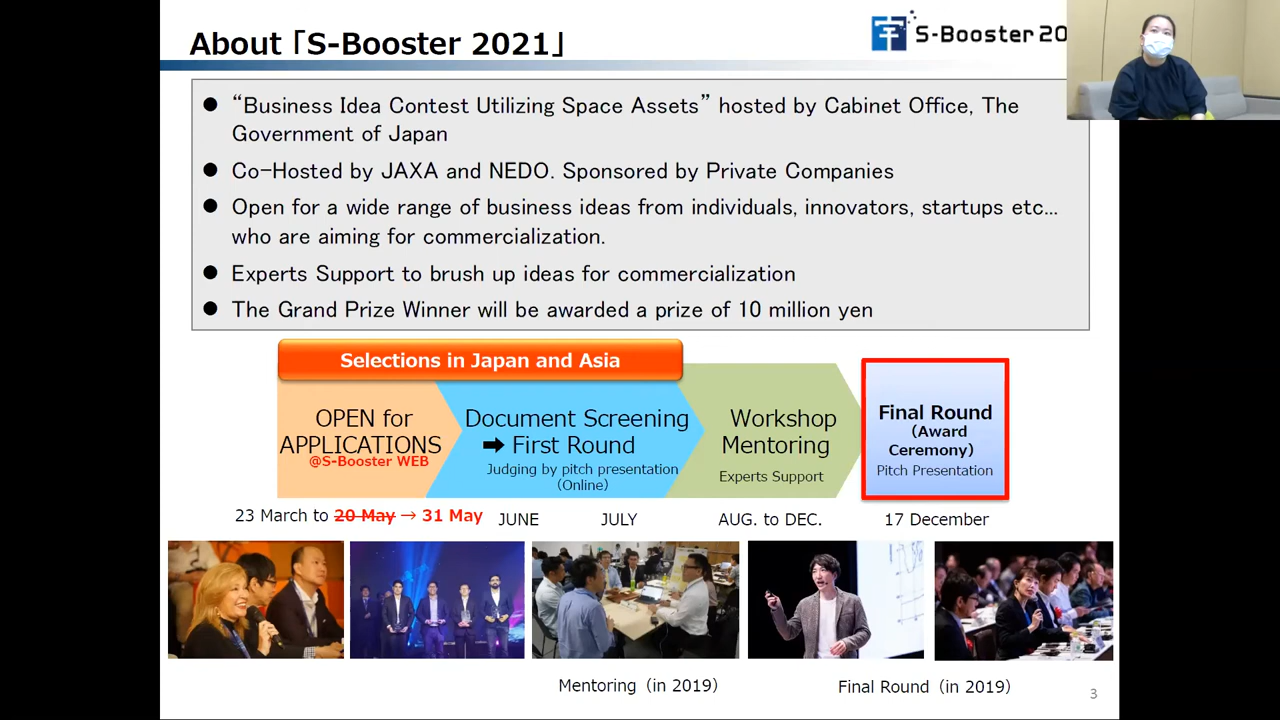 About「S-Booster 2021」
S-Booster 20
● “Business Idea Contest Utilizing Space Assets” hosted by Cabinet Office, The
Government of Japan
● Co-Hosted by JAXA and NEDO. Sponsored by Private Companies
● Open for a wide range of business ideas from individuals, innovators, startups etc…
who are aiming for commercialization.
● Experts Support to brush up ideas for commercialization
● The Grand Prize Winner will be awarded a prize of 10 million yen
Selections in Japan and Asia
OPEN for
APPLICATIONS
@S-Booster WEB
Document Screening
➡ First Round
Judging by pitch presentation
(Online)
Workshop
Mentoring
Experts Support
Final Round
(Award
Ceremony)
Pitch Presentation
23 March to 20 May → 31 May
JUNE
JULY
AUG. to DEC.
17 December
Mentoring (in 2019)
Final Round (in 2019)
3